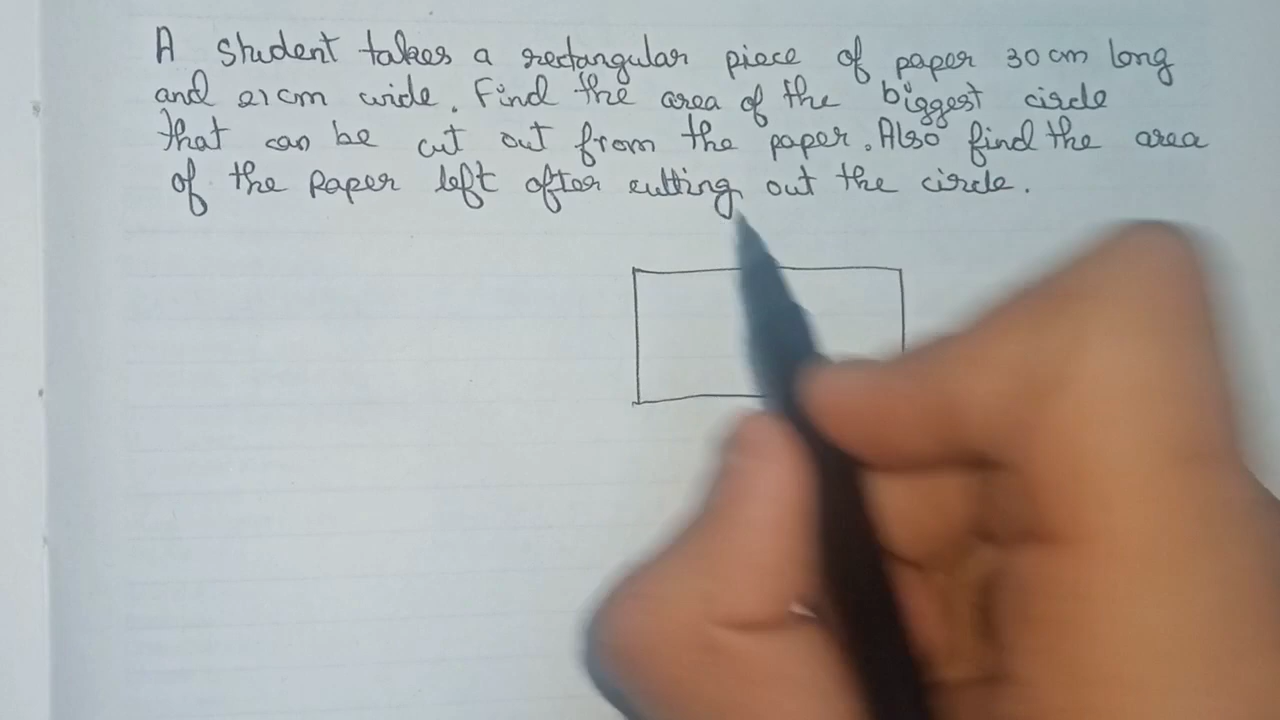 A student takes a rectangular piece of paper 30 cm long
and 21 cm wide. Find the area of the biggest circle
that can be cut out from the paper. Also find the area
of the paper left after cutting out the circle.